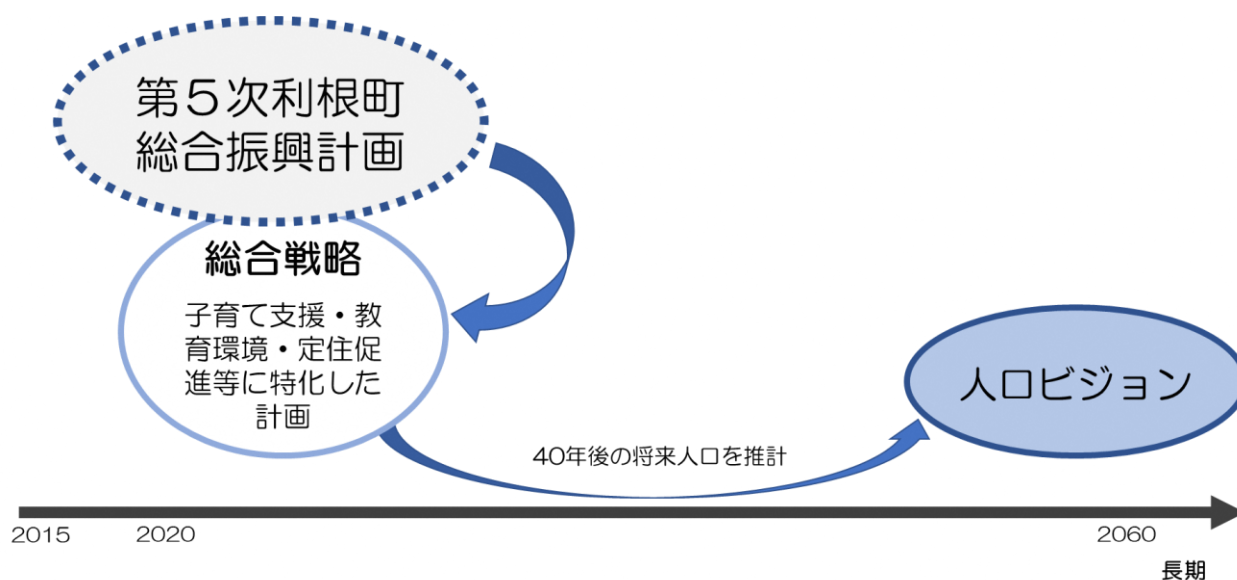 第５次利根町
総合振興計画
総合戦略
子育て支援・教
育環境・定住促
進等に特化した
計画
人口ビジョン
40年後の将来人口を推計
2015
2020
2060
長期